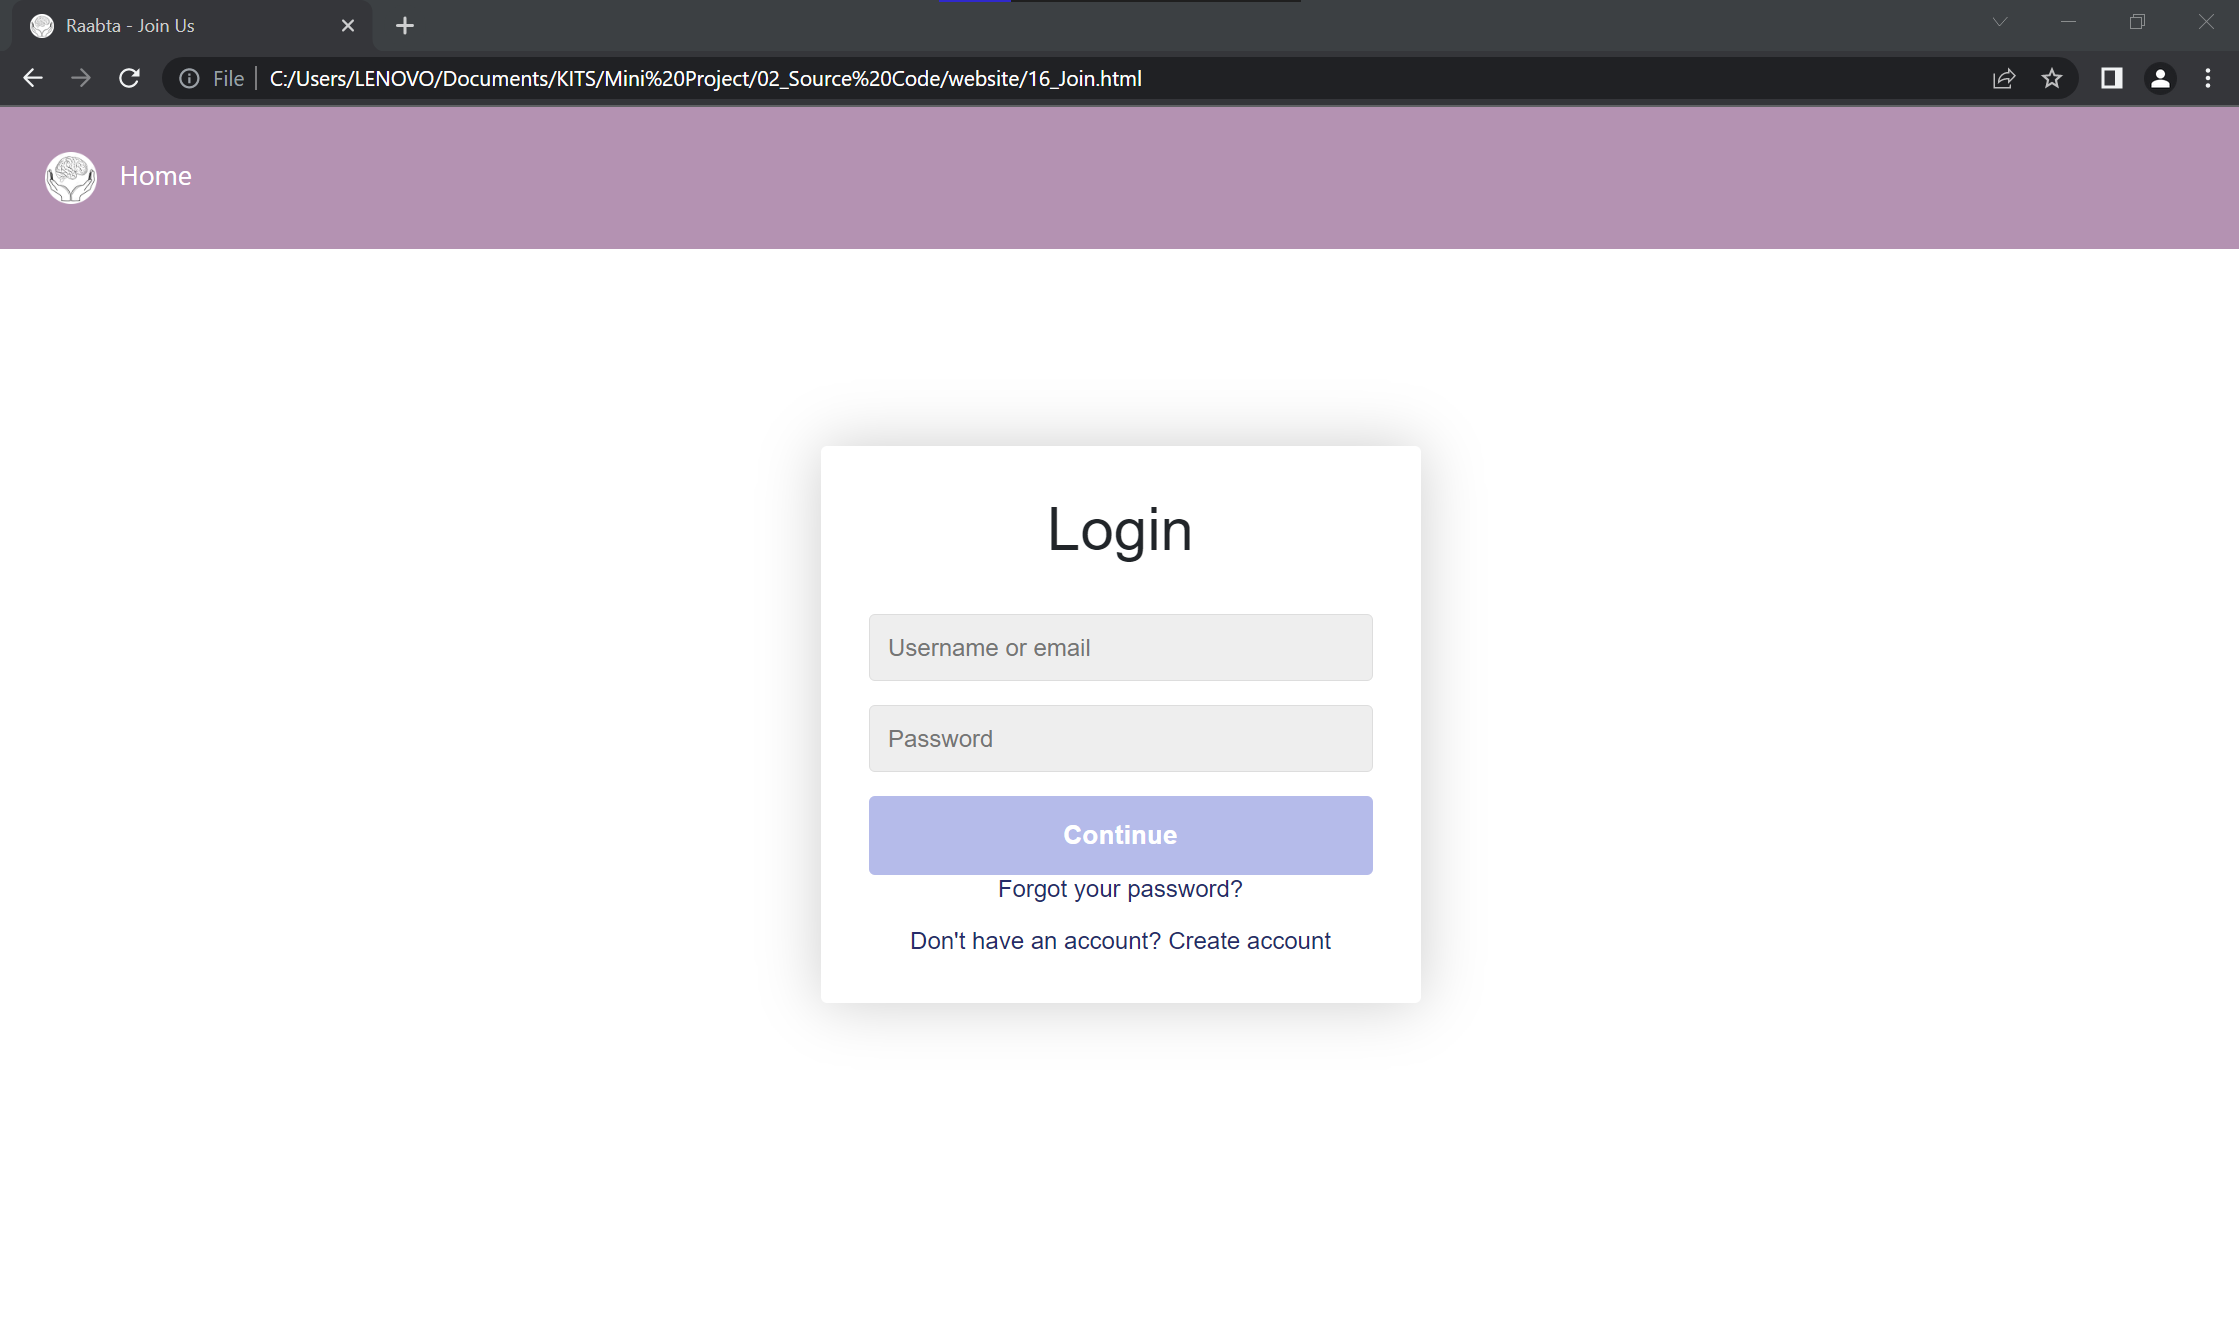 Raabta - Join Us
File C:/Users/LENOVO/Documents/KITS/Mini%20Project/02_Source%20Code/website/16_Join.html
Home
Login
Username or email
Password
Continue
Forgot your password?
Don't have an account? Create account